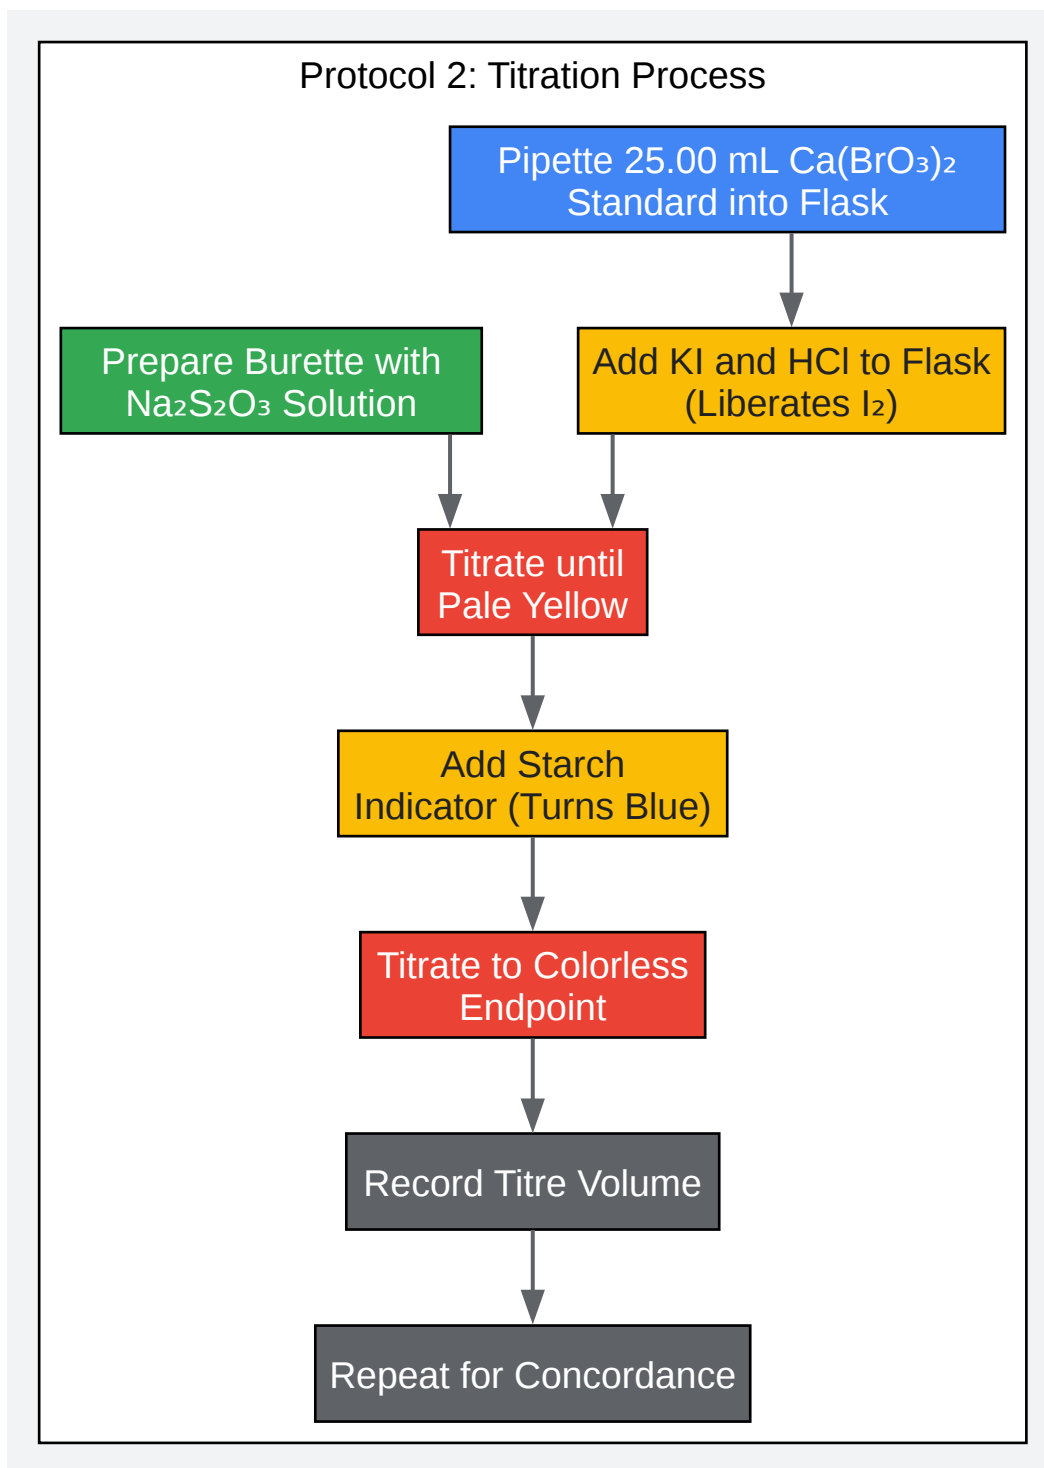 Protocol 2: Titration Process
Pipette 25.00 mL Ca(BrO₃)₂
Standard into Flask
Prepare Burette with
Na₂S₂O₃ Solution
Add KI and HCl to Flask
(Liberates I₂)
Titrate until
Pale Yellow
Add Starch
Indicator (Turns Blue)
Titrate to Colorless
Endpoint
Record Titre Volume
Repeat for Concordance